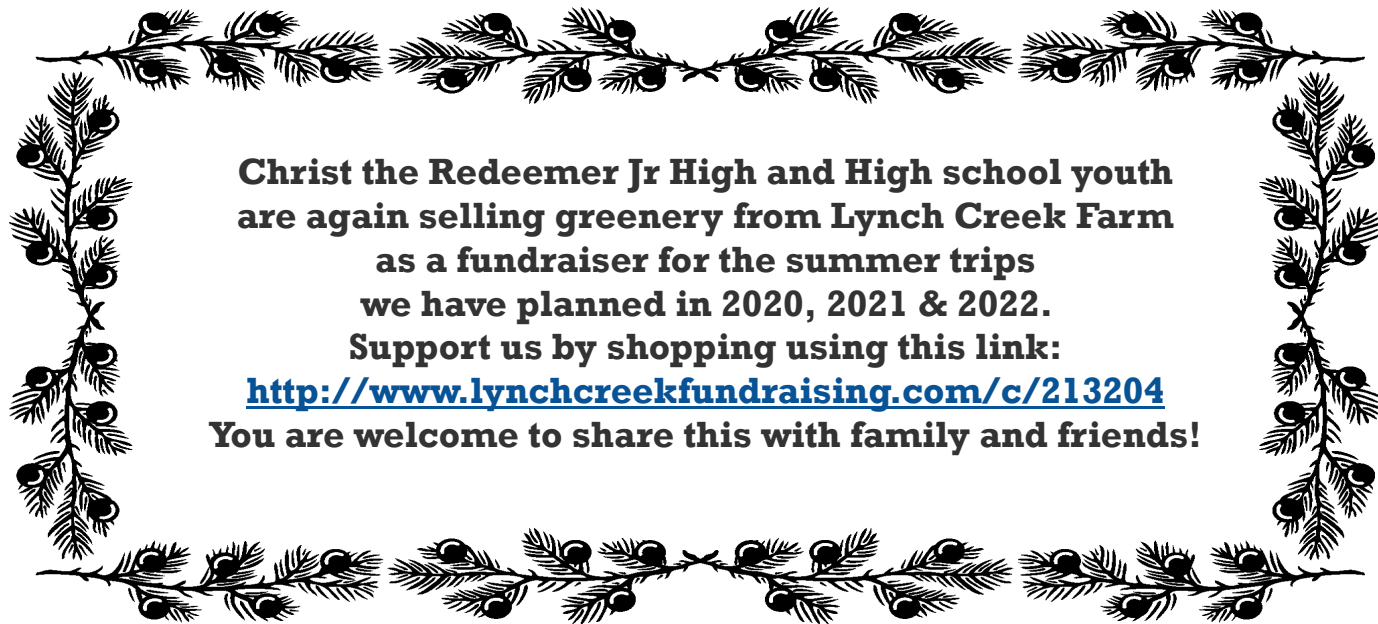 Christ the Redeemer Jr High and High school youth
are again selling greenery from Lynch Creek Farm
as a fundraiser for the summer trips
we have planned in 2020, 2021 & 2022.
Support us by shopping using this link:
http://www.lynchcreekfundraising.com/c/213204
You are welcome to share this with family and friends!